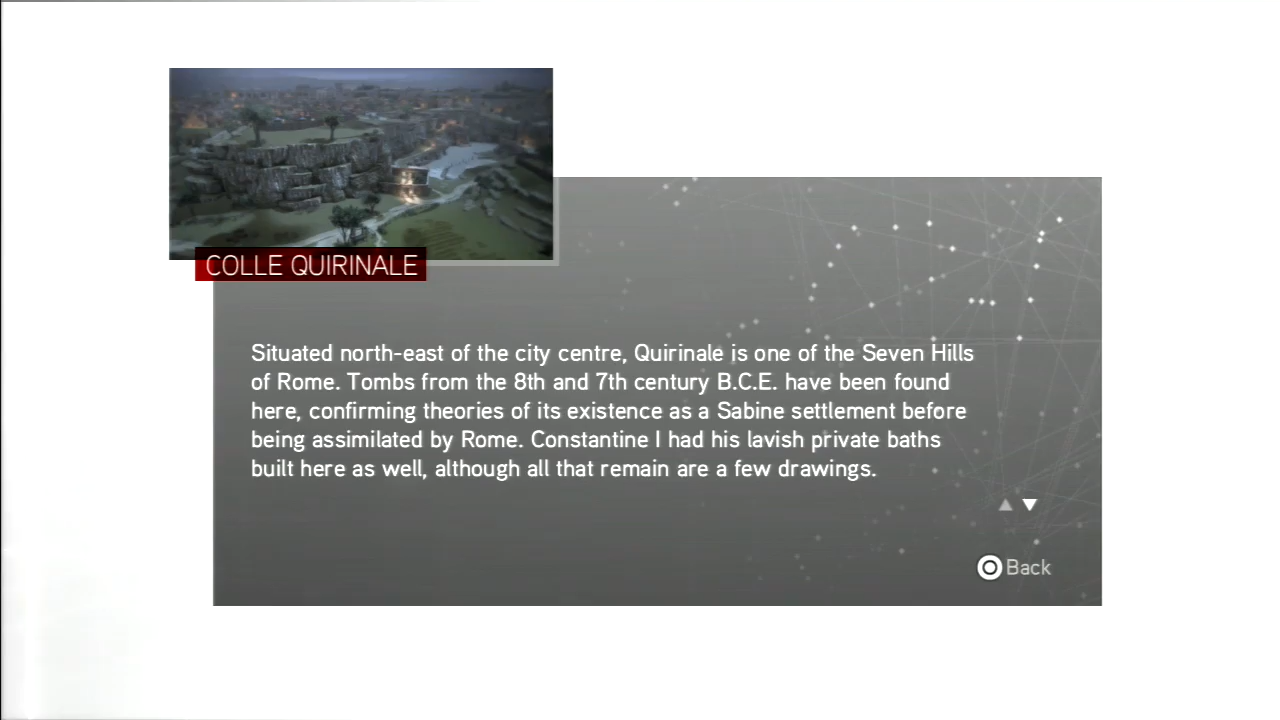 COLLE QUIRINALE
Situated north-east of the city centre, Quirinale is one of the Seven Hills
of Rome. Tombs from the 8th and 7th century B.C.E. have been found
here, confirming theories of its existence as a Sabine settlement before
being assimilated by Rome. Constantine I had his lavish private baths
built here as well, although all that remain are a few drawings.
Back